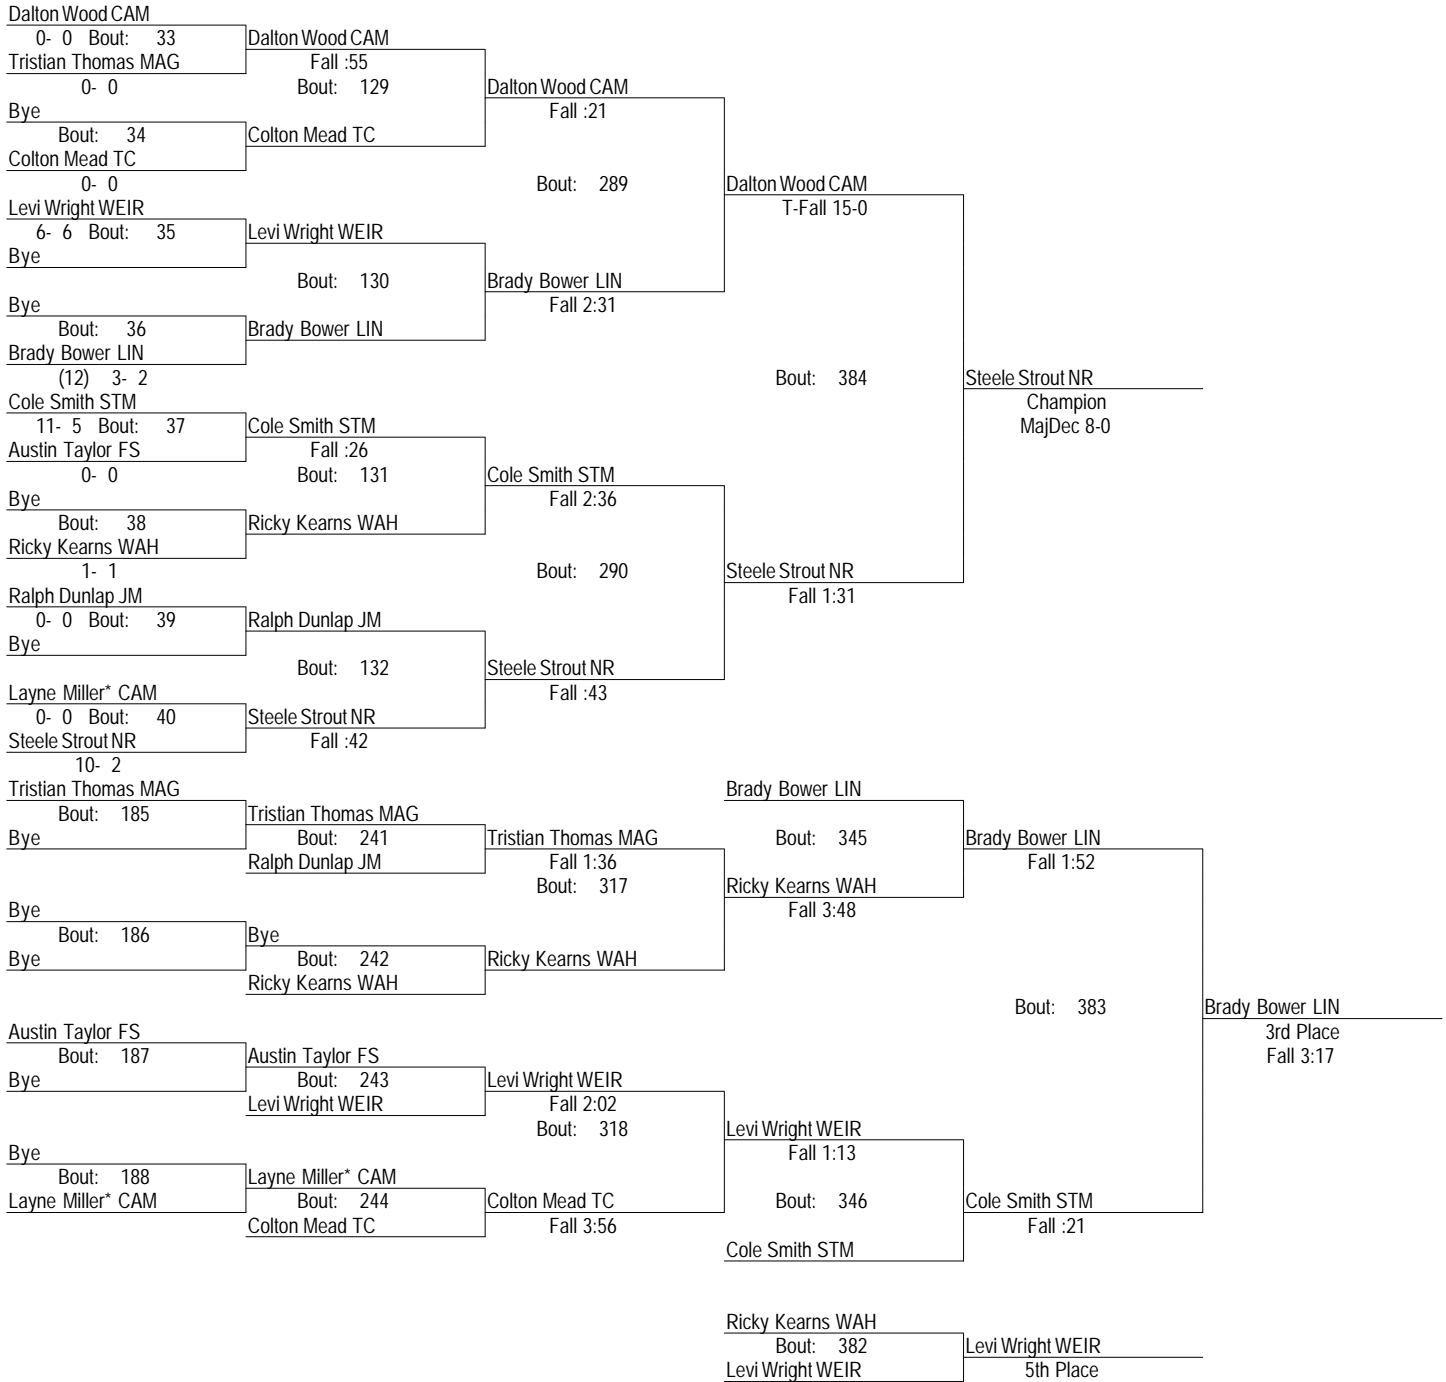 Dalton Wood CAM
0- 0 Bout: 33 Dalton Wood CAM
Tristian Thomas MAG Fall :55
0- 0 Bout: 129 Dalton Wood CAM
Bye Fall :21
Bout: 34 Colton Mead TC
Colton Mead TC
0- 0 Bout: 289 Dalton Wood CAM
Levi Wright WEIR T-Fall 15-0
6- 6 Bout: 35 Levi Wright WEIR
Bye
Bout: 130 Brady Bower LIN
Bye Fall 2:31
Bout: 36 Brady Bower LIN
Brady Bower LIN
(12) 3- 2 Bout: 384 Steele Strout NR
Cole Smith STM Champion
11- 5 Bout: 37 Cole Smith STM MajDec 8-0
Austin Taylor FS Fall :26
0- 0 Bout: 131 Cole Smith STM
Bye Fall 2:36
Bout: 38 Ricky Kearns WAH
Ricky Kearns WAH
1- 1 Bout: 290 Steele Strout NR
Ralph Dunlap JM Fall 1:31
0- 0 Bout: 39 Ralph Dunlap JM
Bye
Bout: 132 Steele Strout NR
Layne Miller* CAM Fall :43
0- 0 Bout: 40 Steele Strout NR
Steele Strout NR Fall :42
10- 2
Tristian Thomas MAG Brady Bower LIN
Bout: 185 Tristian Thomas MAG
Bye Bout: 241 Tristian Thomas MAG Bout: 345 Brady Bower LIN
Ralph Dunlap JM Fall 1:36 Fall 1:52
Bout: 317 Ricky Kearns WAH
Bye Fall 3:48
Bout: 186 Bye
Bye Bout: 242 Ricky Kearns WAH
Ricky Kearns WAH
Bout: 383 Brady Bower LIN
Austin Taylor FS 3rd Place
Bout: 187 Austin Taylor FS Fall 3:17
Bye Bout: 243 Levi Wright WEIR
Levi Wright WEIR Fall 2:02
Bout: 318 Levi Wright WEIR
Bye Fall 1:13
Bout: 188 Layne Miller* CAM
Layne Miller* CAM Bout: 244 Colton Mead TC Bout: 346 Cole Smith STM
Colton Mead TC Fall 3:56 Fall :21
Cole Smith STM
Ricky Kearns WAH
Bout: 382 Levi Wright WEIR
Levi Wright WEIR 5th Place